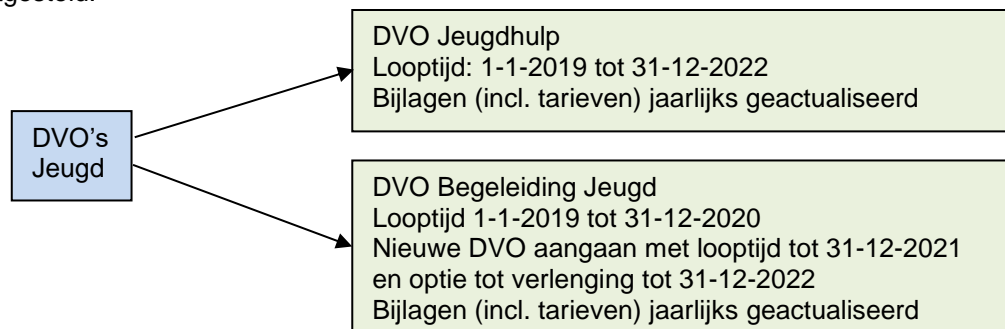 DVO Jeugdhulp
Looptijd: 1-1-2019 tot 31-12-2022
Bijlagen (incl. tarieven) jaarlijks geactualiseerd
DVO's
Jeugd
DVO Begeleiding Jeugd
Looptijd 1-1-2019 tot 31-12-2020
Nieuwe DVO aangaan met looptijd tot 31-12-2021
en optie tot verlenging tot 31-12-2022
Bijlagen (incl. tarieven) jaarlijks geactualiseerd